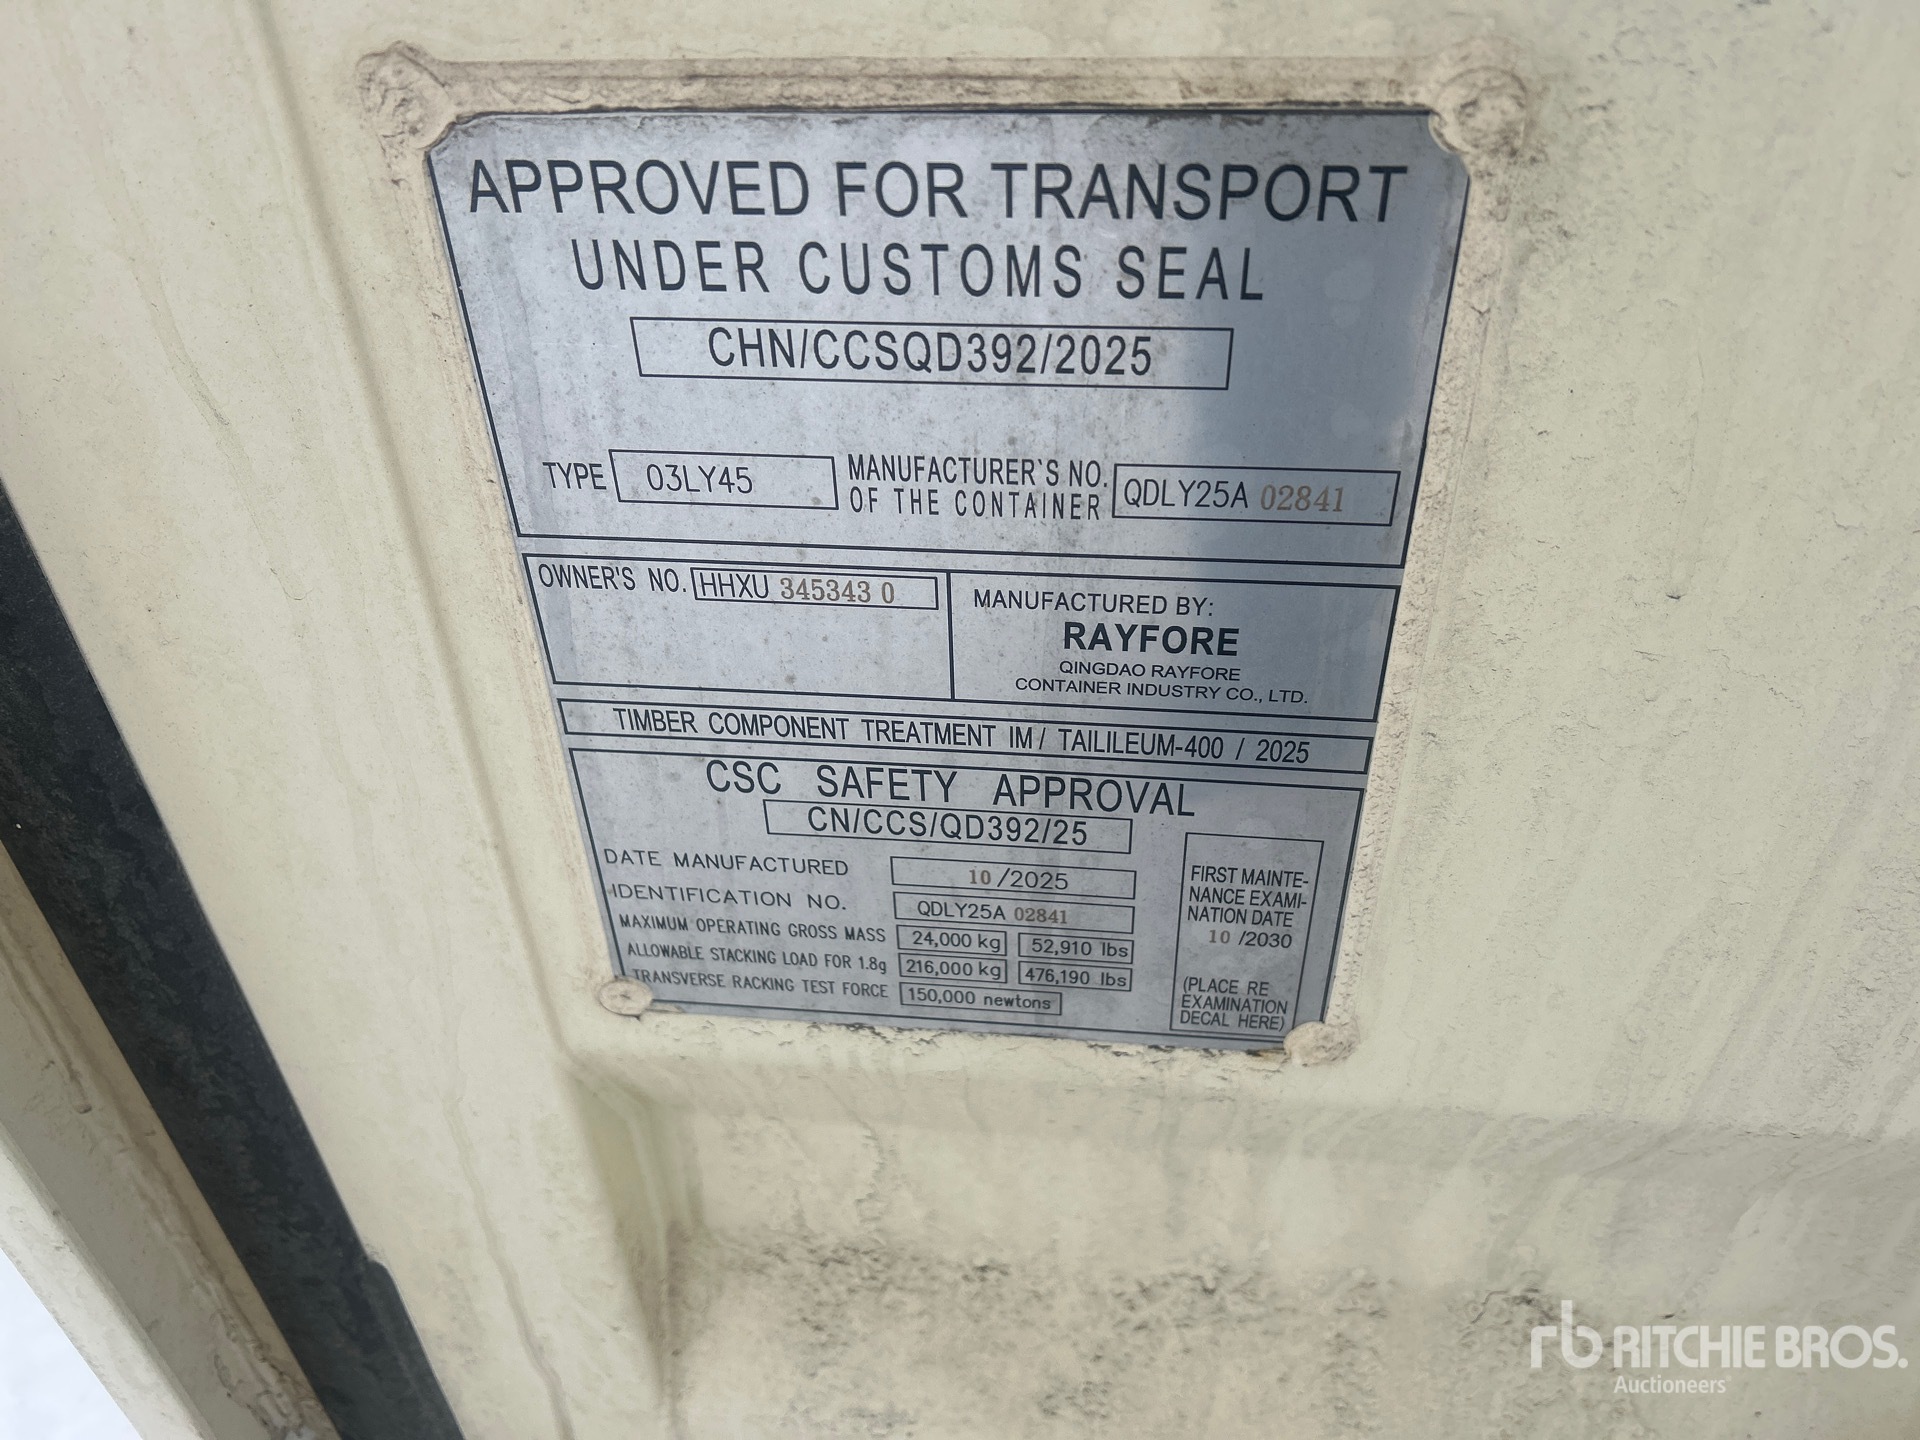 APPROVED FOR TRANSPORT
UNDER CUSTOMS SEAL
CHN/CCSQD392/2025
TYPE 03LY45 MANUFACTURER'S NO. OF THE CONTAINER QDLY25A 02841
OWNER'S NO. HHXU 345343 0
MANUFACTURED BY:
RAYFORE
QINGDAO RAYFORE
CONTAINER INDUSTRY CO., LTD.
TIMBER COMPONENT TREATMENT IM / TAILILEUM-400 / 2025
CSC SAFETY APPROVAL
CN/CCS/QD392/25
DATE MANUFACTURED 10 /2025
IDENTIFICATION NO. QDLY25A 02841
MAXIMUM OPERATING GROSS MASS 24,000 kg 52,910 lbs
ALLOWABLE STACKING LOAD FOR 1.8g 216,000 kg 476,190 lbs
TRANSVERSE RACKING TEST FORCE 150,000 newtons
FIRST MAINTE-
NANCE EXAMI-
NATION DATE
10 /2030
(PLACE RE
EXAMINATION
DECAL HERE)
rb RITCHIE BROS.
Auctioneers